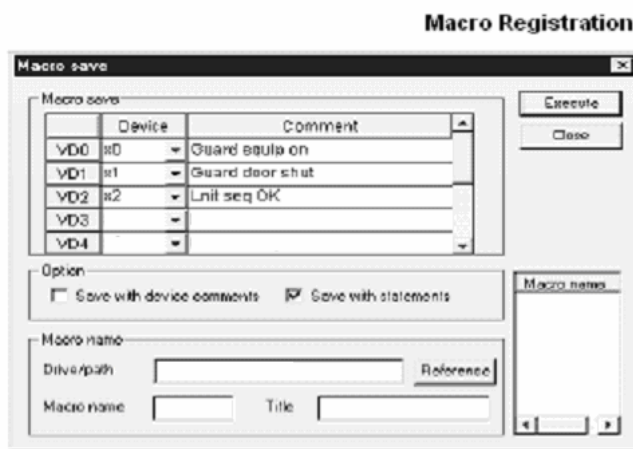 Macro Registration
Macro save
Macro save
Execute
Device Comment
Close
VD0 x0 Guard equip on
VD1 x1 Guard door shut
VD2 x2 Lnit seq OK
VD3
VD4
Option
Save with device comments Save with statements
Macro name
Macro name
Drive/path Reference
Macro name Title